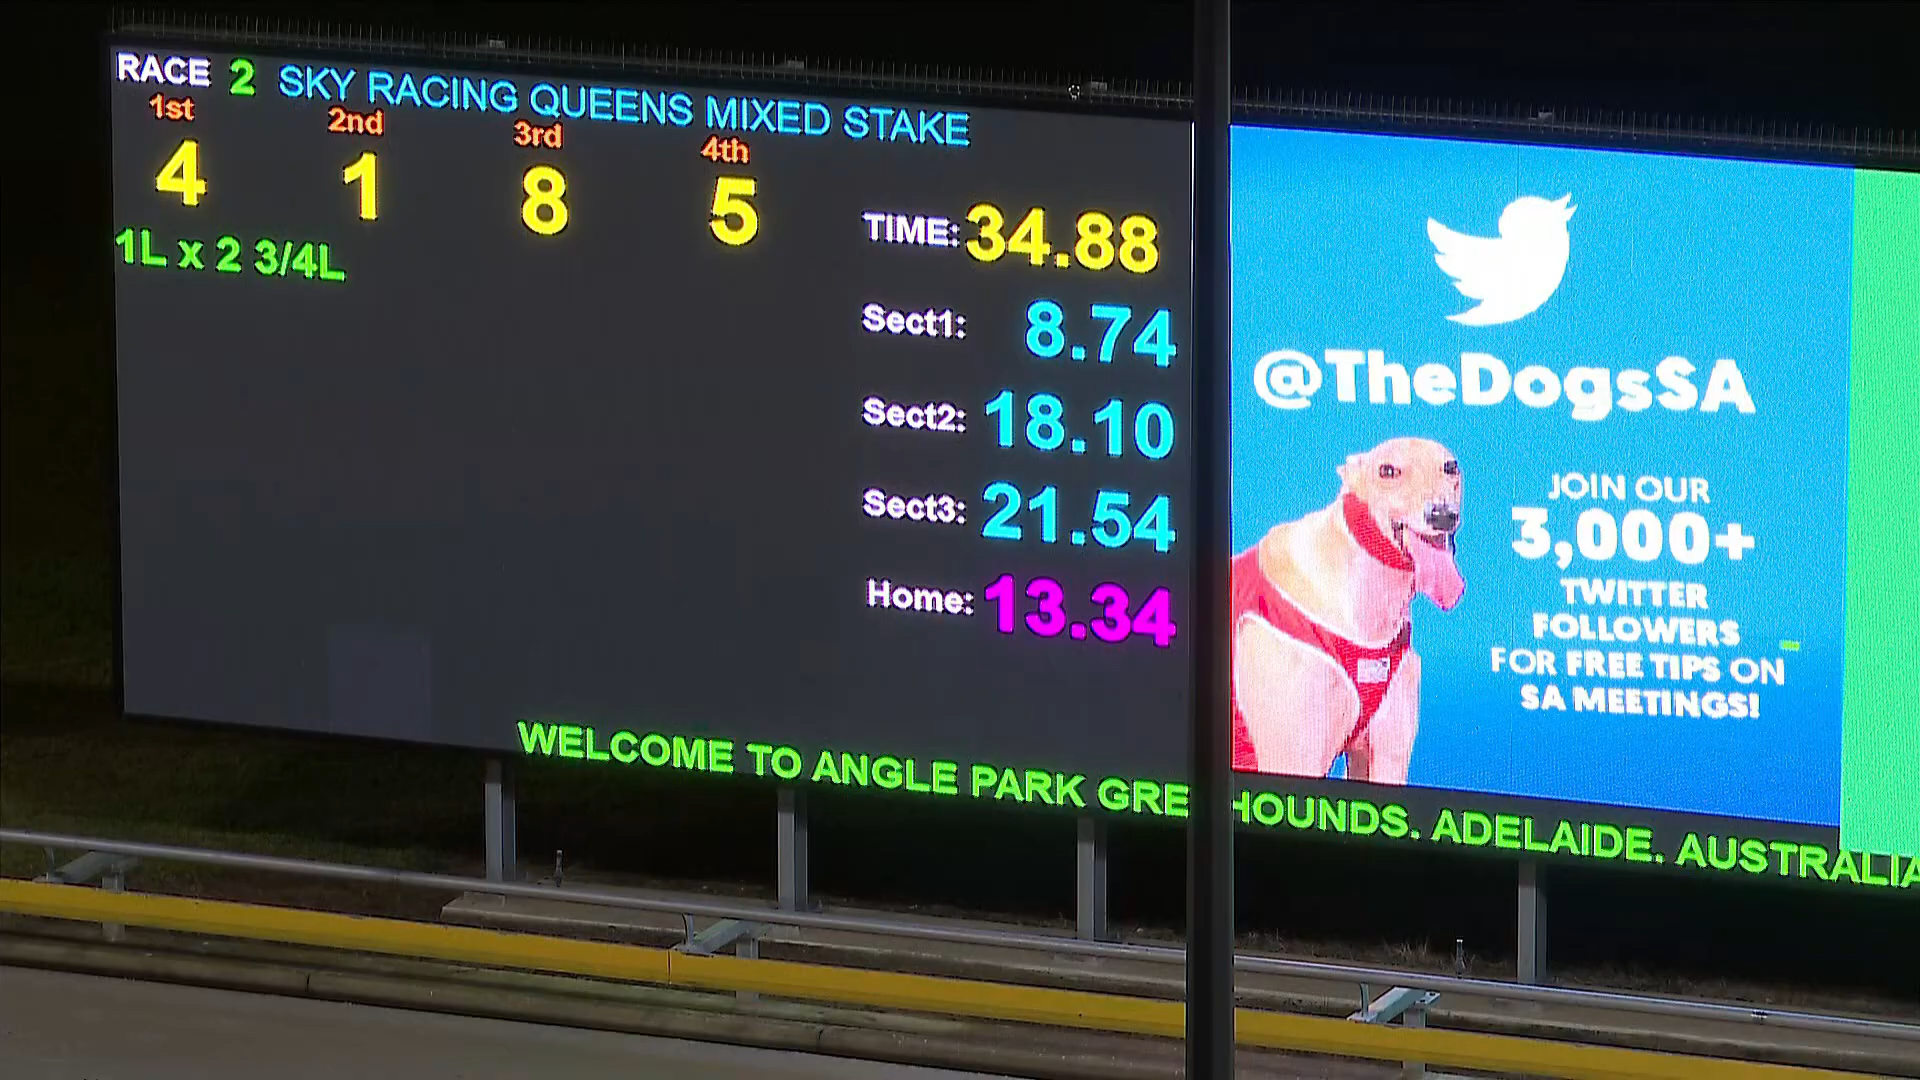 RACE 2 SKY RACING QUEENS MIXED STAKE
1st 2nd 3rd 4th
4 1 8 5
1L x 2 3/4L
TIME: 34.88
Sect1: 8.74
Sect2: 18.10
Sect3: 21.54
Home: 13.34
@TheDogsSA
JOIN OUR
3,000+
TWITTER
FOLLOWERS
FOR FREE TIPS ON
SA MEETINGS!
WELCOME TO ANGLE PARK GRE HOUNDS. ADELAIDE. AUSTRALIA